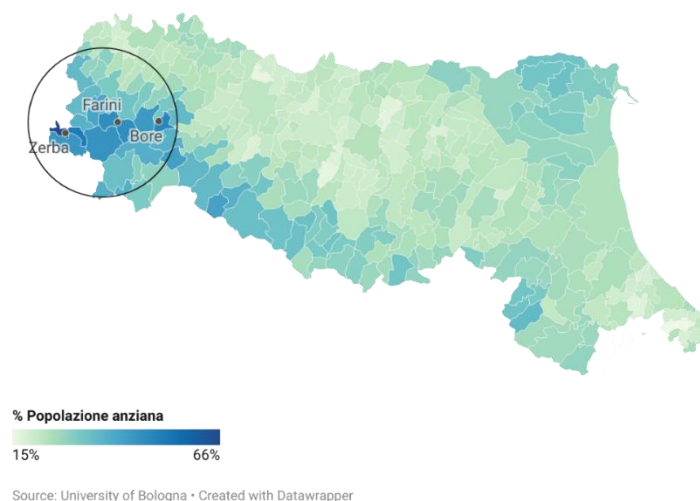 Farini
Bore
Zerba
% Popolazione anziana
15% 66%
Source: University of Bologna • Created with Datawrapper